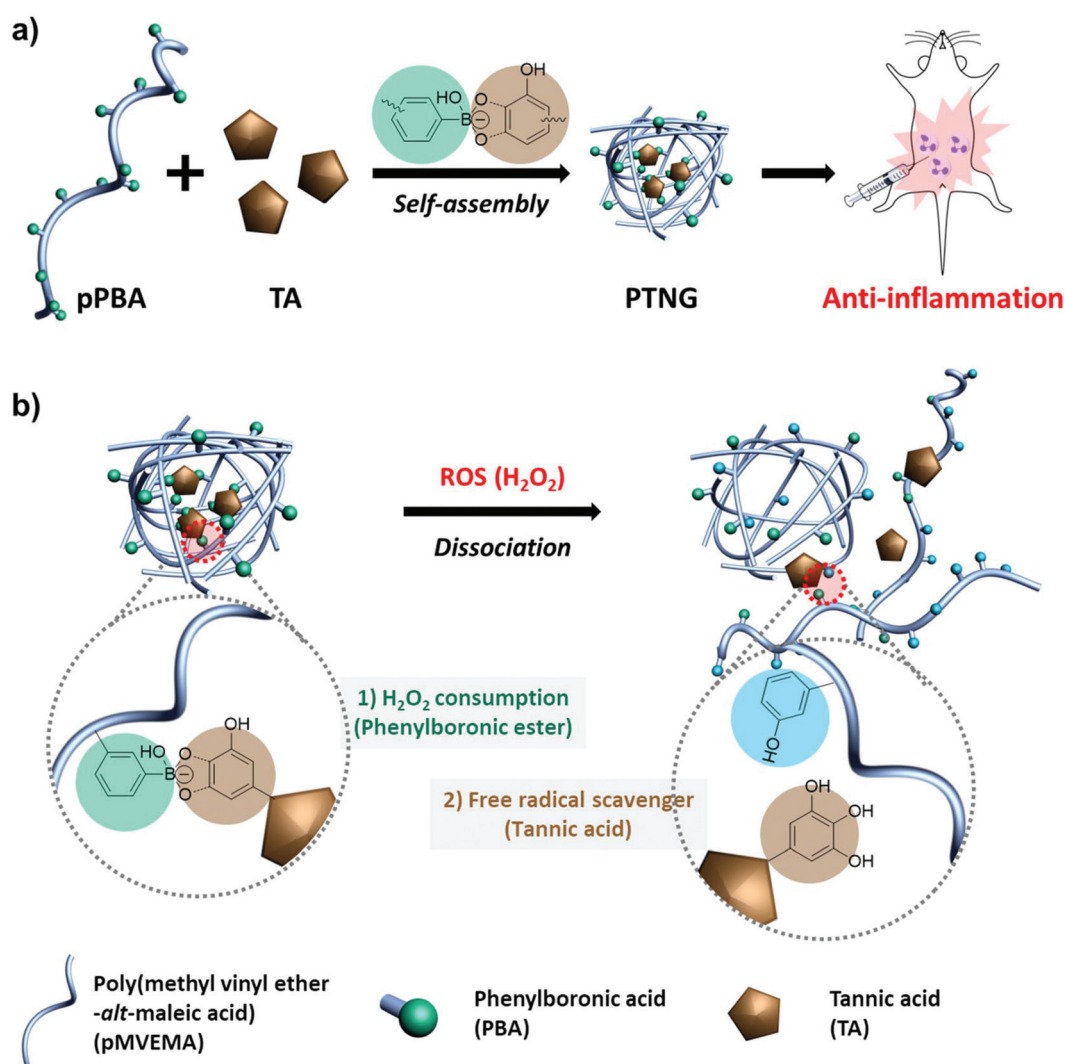 a)
OH
HO
B
O
O
pPBA
+
TA
Self-assembly
PTNG
Anti-inflammation
b)
ROS (H₂O₂)
Dissociation
1) H₂O₂ consumption
(Phenylboronic ester)
OH
HO
B
O
O
OH
2) Free radical scavenger
(Tannic acid)
OH
HO
OH
OH
Poly(methyl vinyl ether
-alt-maleic acid)
(pMVEMA)
Phenylboronic acid
(PBA)
Tannic acid
(TA)